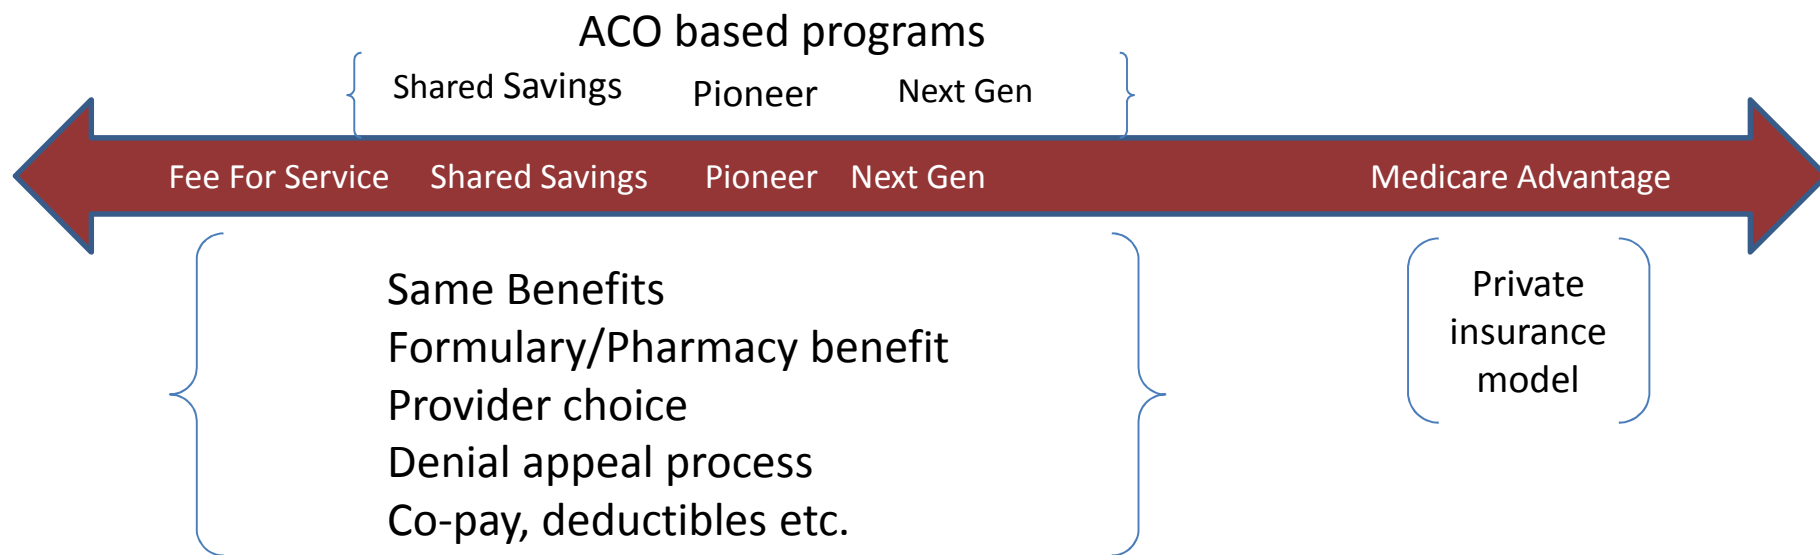 ACO based programs
Shared Savings Pioneer Next Gen
Fee For Service Shared Savings Pioneer Next Gen Medicare Advantage
Same Benefits
Formulary/Pharmacy benefit
Provider choice
Denial appeal process
Co-pay, deductibles etc.
Private
insurance
model